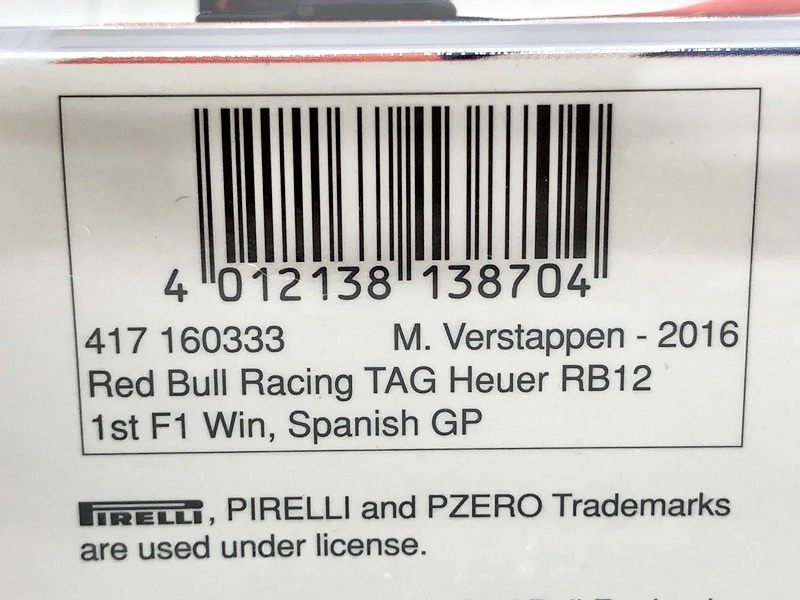 4 012138 138704
417 160333 M. Verstappen - 2016
Red Bull Racing TAG Heuer RB12
1st F1 Win, Spanish GP
PIRELLI, PIRELLI and PZERO Trademarks
are used under license.